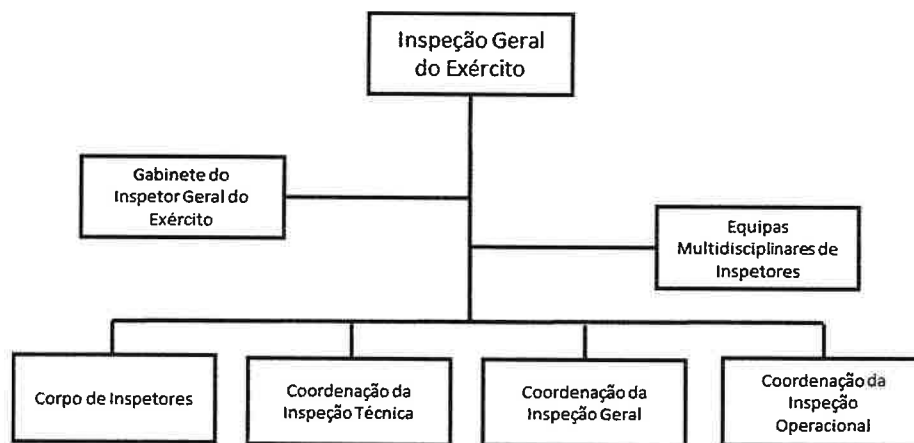 Inspeção Geral
do Exército
Gabinete do
Inspetor Geral do
Exército
Equipas
Multidisciplinares de
Inspetores
Corpo de Inspetores
Coordenação da
Inspeção Técnica
Coordenação da
Inspeção Geral
Coordenação da
Inspeção
Operacional